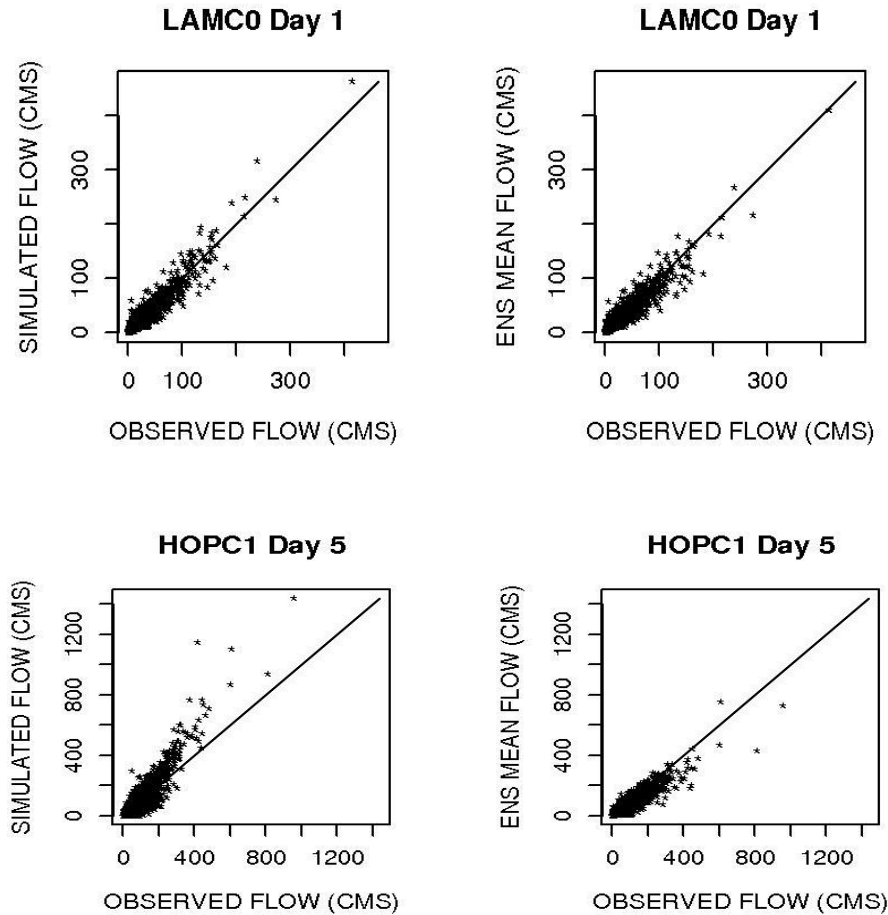 LAMC0 Day 1
SIMULATED FLOW (CMS)
0 100 300
0 100 300
OBSERVED FLOW (CMS)
LAMC0 Day 1
ENS MEAN FLOW (CMS)
0 100 300
0 100 300
OBSERVED FLOW (CMS)
HOPC1 Day 5
SIMULATED FLOW (CMS)
0 400 800 1200
0 400 800 1200
OBSERVED FLOW (CMS)
HOPC1 Day 5
ENS MEAN FLOW (CMS)
0 400 800 1200
0 400 800 1200
OBSERVED FLOW (CMS)